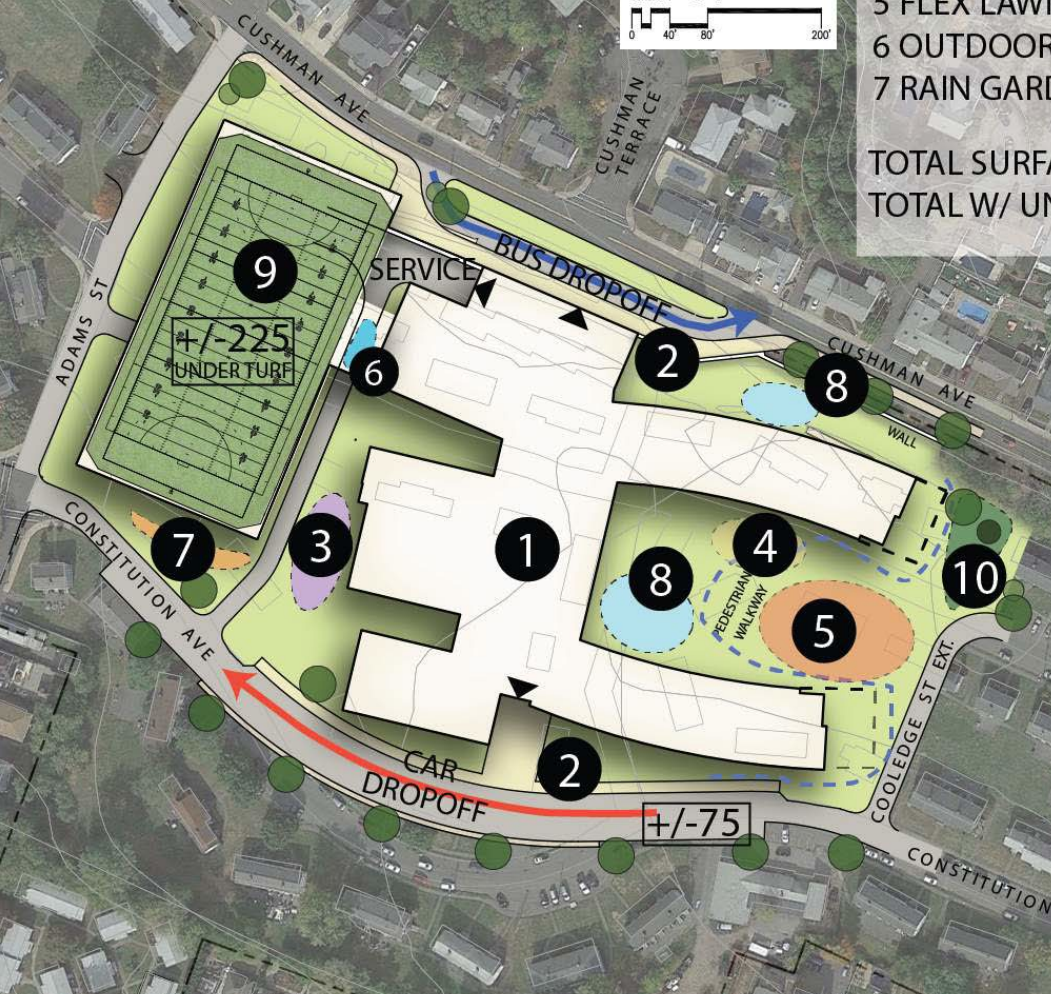 0 40' 80' 200'
6 OUTDOOR
7 RAIN GARD
TOTAL SURFA
TOTAL W/ UN
CUSHMAN AVE
CUSHMAN
TERRACE
ADAMS ST
9
+/-225
UNDER TURF
SERVICE
BUS DROPOFF
6
2
8
CUSHMAN AVE
WALL
7
3
1
8
4
PEDESTRIAN
WALKWAY
5
10
CONSTITUTION AVE
CAR
DROPOFF
2
+/-75
COOLEDGE ST EXT.
CONSTITUTION